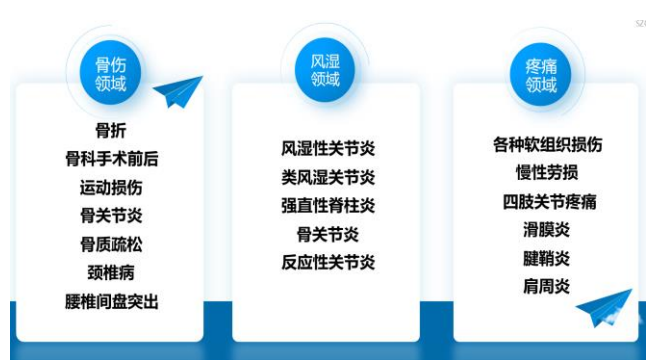 骨伤
领域
骨折
骨科手术前后
运动损伤
骨关节炎
骨质疏松
颈椎病
腰椎间盘突出
风湿
领域
风湿性关节炎
类风湿关节炎
强直性脊柱炎
骨关节炎
反应性关节炎
疼痛
领域
各种软组织损伤
慢性劳损
四肢关节疼痛
滑膜炎
腱鞘炎
肩周炎